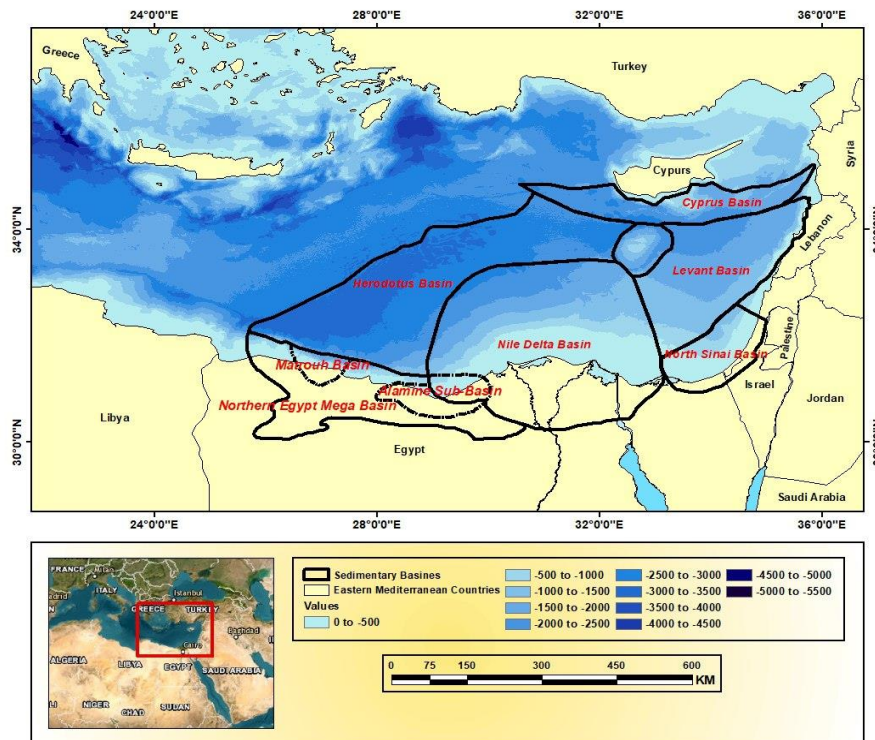 24°0'0"E 28°0'0"E 32°0'0"E 36°0'0"E
Greece
Turkey
Cypurs
Syria
Cyprus Basin
34°0'0"N
Lebanon
Levant Basin
Herodotus Basin
Nile Delta Basin
North Sinai Basin
Palestine
Matrouh Basin
Alamine Sub-Basin
Israel
Northern Egypt Mega Basin
Jordan
Libya
30°0'0"N
Egypt
Saudi Arabia
24°0'0"E 28°0'0"E 32°0'0"E 36°0'0"E
FRANCE
Milan
ITALY
Istanbul
GREECE
TURKEY
Baghdad
Cairo
ALGERIA
LIBYA
EGYPT
SAUDI ARABIA
NIGER
CHAD
SUDAN
Sedimentary Basines
Eastern Mediterranean Countries
Values
0 to -500
-500 to -1000
-1000 to -1500
-1500 to -2000
-2000 to -2500
-2500 to -3000
-3000 to -3500
-3500 to -4000
-4000 to -4500
-4500 to -5000
-5000 to -5500
0 75 150 300 450 600
KM